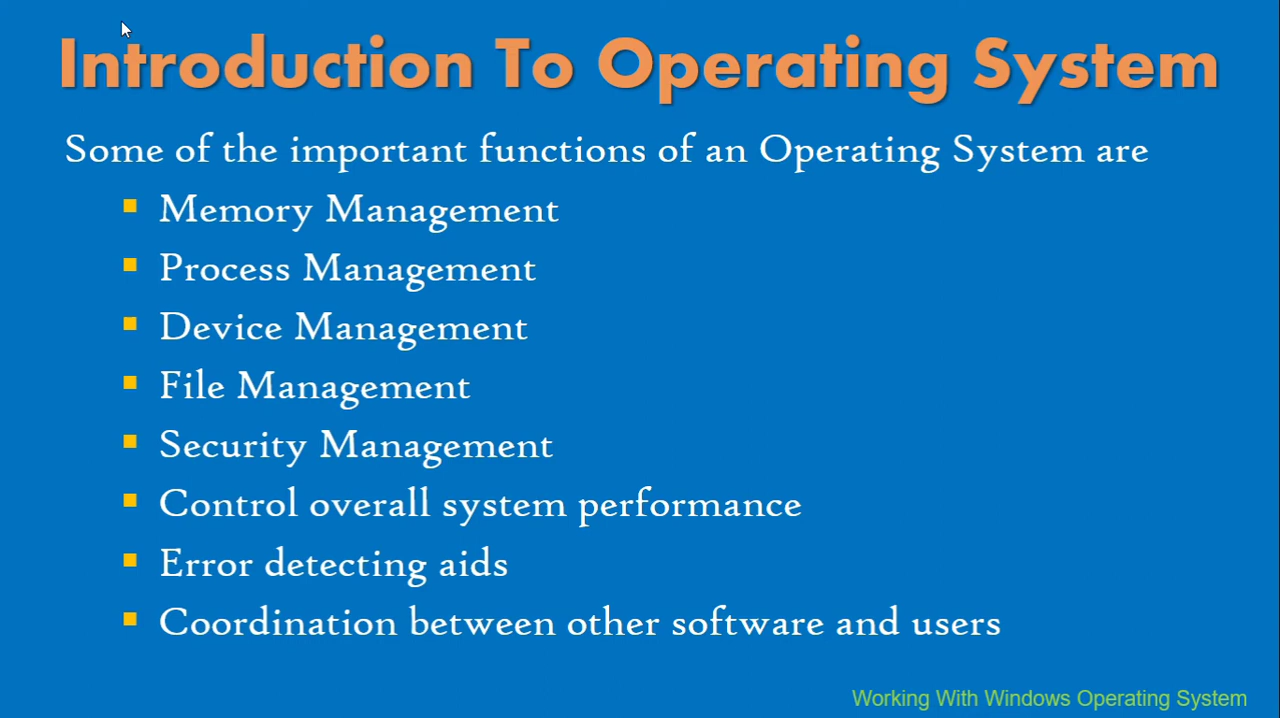 Introduction To Operating System
Some of the important functions of an Operating System are
Memory Management
Process Management
Device Management
File Management
Security Management
Control overall system performance
Error detecting aids
Coordination between other software and users
Working With Windows Operating System